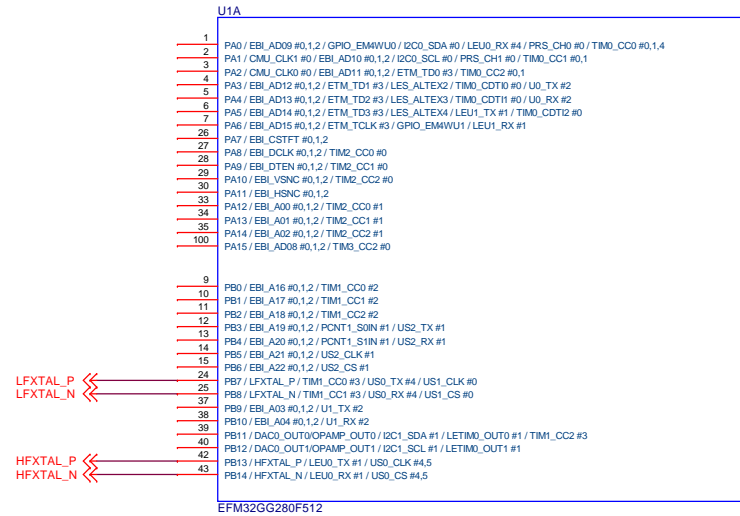 U1A
1 PA0 / EBI_AD09 #0,1,2 / GPIO_EM4WU0 / I2C0_SDA #0 / LEU0_RX #4 / PRS_CH0 #0 / TIM0_CC0 #0,1,4
2 PA1 / CMU_CLK1 #0 / EBI_AD10 #0,1,2 / I2C0_SCL #0 / PRS_CH1 #0 / TIM0_CC1 #0,1
3 PA2 / CMU_CLK0 #0 / EBI_AD11 #0,1,2 / ETM_TD0 #3 / TIM0_CC2 #0,1
4 PA3 / EBI_AD12 #0,1,2 / ETM_TD1 #3 / LES_ALTEX2 / TIM0_CDTI0 #0 / U0_TX #2
5 PA4 / EBI_AD13 #0,1,2 / ETM_TD2 #3 / LES_ALTEX3 / TIM0_CDTI1 #0 / U0_RX #2
6 PA5 / EBI_AD14 #0,1,2 / ETM_TD3 #3 / LES_ALTEX4 / LEU1_TX #1 / TIM0_CDTI2 #0
7 PA6 / EBI_AD15 #0,1,2 / ETM_TCLK #3 / GPIO_EM4WU1 / LEU1_RX #1
26 PA7 / EBI_CSTFT #0,1,2
27 PA8 / EBI_DCLK #0,1,2 / TIM2_CC0 #0
28 PA9 / EBI_DTEN #0,1,2 / TIM2_CC1 #0
29 PA10 / EBI_VSNC #0,1,2 / TIM2_CC2 #0
30 PA11 / EBI_HSNC #0,1,2
33 PA12 / EBI_A00 #0,1,2 / TIM2_CC0 #1
34 PA13 / EBI_A01 #0,1,2 / TIM2_CC1 #1
35 PA14 / EBI_A02 #0,1,2 / TIM2_CC2 #1
100 PA15 / EBI_AD08 #0,1,2 / TIM3_CC2 #0
9 PB0 / EBI_A16 #0,1,2 / TIM1_CC0 #2
10 PB1 / EBI_A17 #0,1,2 / TIM1_CC1 #2
11 PB2 / EBI_A18 #0,1,2 / TIM1_CC2 #2
12 PB3 / EBI_A19 #0,1,2 / PCNT1_S0IN #1 / US2_TX #1
13 PB4 / EBI_A20 #0,1,2 / PCNT1_S1IN #1 / US2_RX #1
14 PB5 / EBI_A21 #0,1,2 / US2_CLK #1
15 PB6 / EBI_A22 #0,1,2 / US2_CS #1
LFXTAL_P 24 PB7 / LFXTAL_P / TIM1_CC0 #3 / US0_TX #4 / US1_CLK #0
LFXTAL_N 25 PB8 / LFXTAL_N / TIM1_CC1 #3 / US0_RX #4 / US1_CS #0
37 PB9 / EBI_A03 #0,1,2 / U1_TX #2
38 PB10 / EBI_A04 #0,1,2 / U1_RX #2
39 PB11 / DAC0_OUT0/OPAMP_OUT0 / I2C1_SDA #1 / LETIM0_OUT0 #1 / TIM1_CC2 #3
40 PB12 / DAC0_OUT1/OPAMP_OUT1 / I2C1_SCL #1 / LETIM0_OUT1 #1
HFXTAL_P 42 PB13 / HFXTAL_P / LEU0_TX #1 / US0_CLK #4,5
HFXTAL_N 43 PB14 / HFXTAL_N / LEU0_RX #1 / US0_CS #4,5
EFM32GG280F512